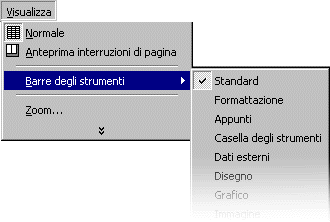 Visualizza
Normale
Anteprima interruzioni di pagina
Barre degli strumenti
Zoom...
Standard
Formattazione
Appunti
Casella degli strumenti
Dati esterni
Disegno
Grafico
Immagine